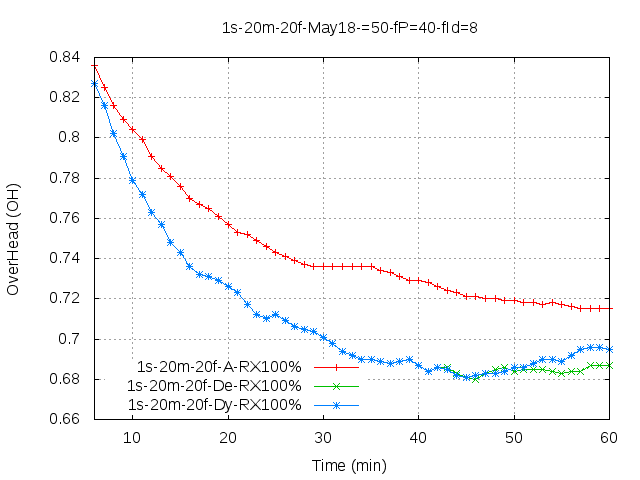 1s-20m-20f-May18-=50-fP=40-fId=8
0.84
0.82
0.8
0.78
0.76
0.74
0.72
0.7
0.68
0.66
OverHead (OH)
1s-20m-20f-A-RX100%
1s-20m-20f-De-RX100%
1s-20m-20f-Dy-RX100%
10 20 30 40 50 60
Time (min)